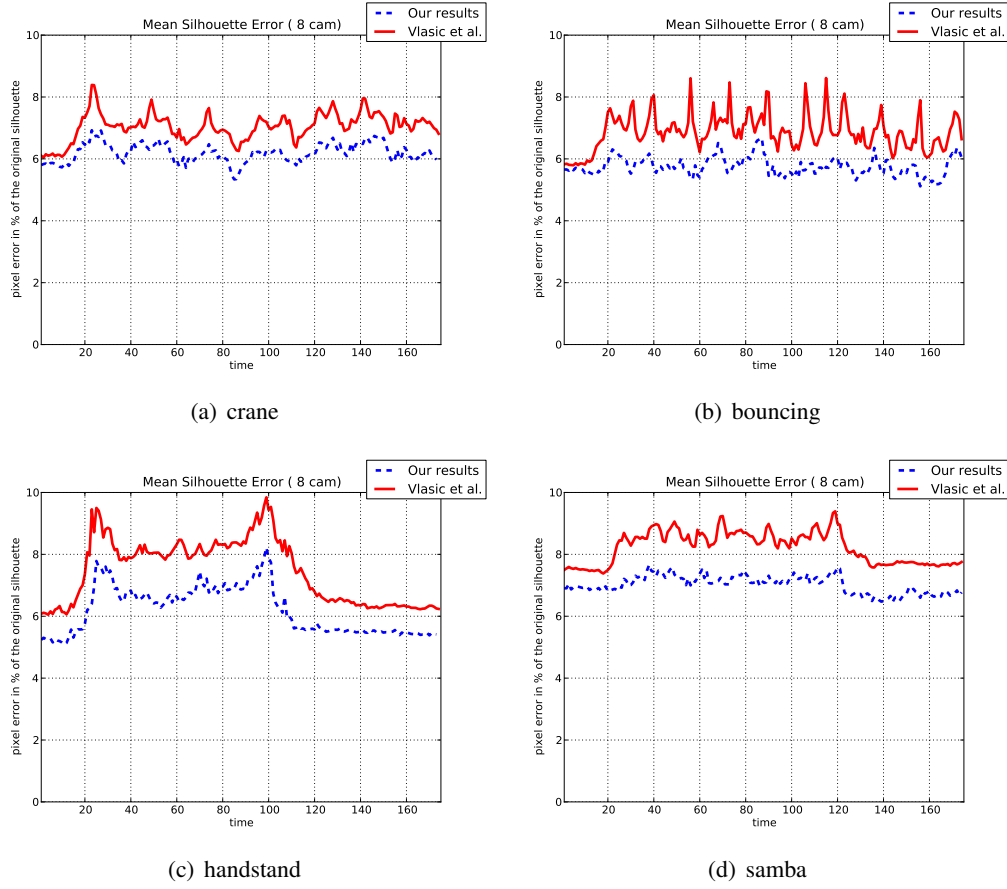 Mean Silhouette Error ( 8 cam)
Our results
Vlasic et al.
pixel error in % of the original silhouette
10
8
6
4
2
0
20 40 60 80 100 120 140 160
time
(a) crane
Mean Silhouette Error ( 8 cam)
Our results
Vlasic et al.
pixel error in % of the original silhouette
10
8
6
4
2
0
20 40 60 80 100 120 140 160
time
(b) bouncing
Mean Silhouette Error ( 8 cam)
Our results
Vlasic et al.
pixel error in % of the original silhouette
10
8
6
4
2
0
20 40 60 80 100 120 140 160
time
(c) handstand
Mean Silhouette Error ( 8 cam)
Our results
Vlasic et al.
pixel error in % of the original silhouette
10
8
6
4
2
0
20 40 60 80 100 120 140 160
time
(d) samba